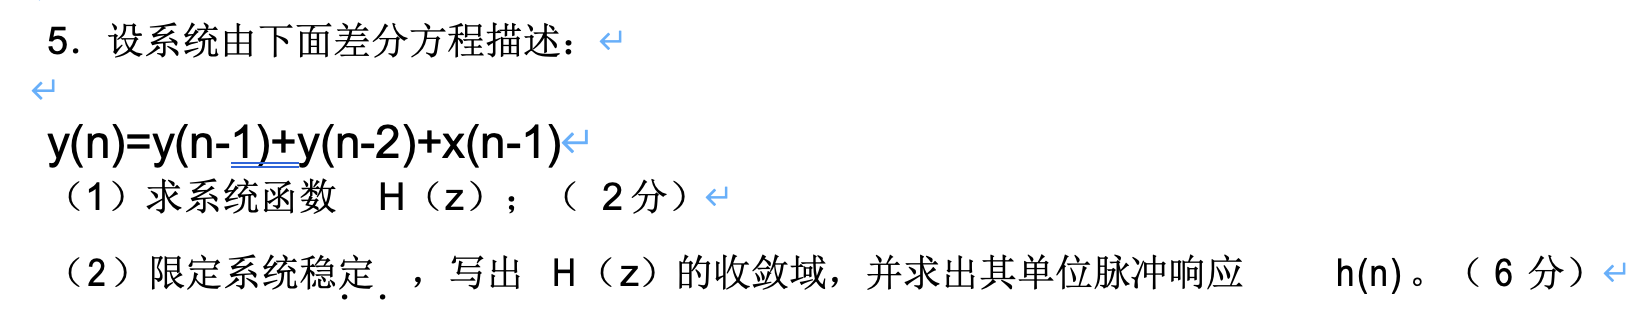 5. 设系统由下面差分方程描述：
y(n)=y(n-1)+y(n-2)+x(n-1)
（1）求系统函数 H（z）；（ 2分）
（2）限定系统稳定 ，写出 H（z）的收敛域，并求出其单位脉冲响应 h(n)。（ 6 分）